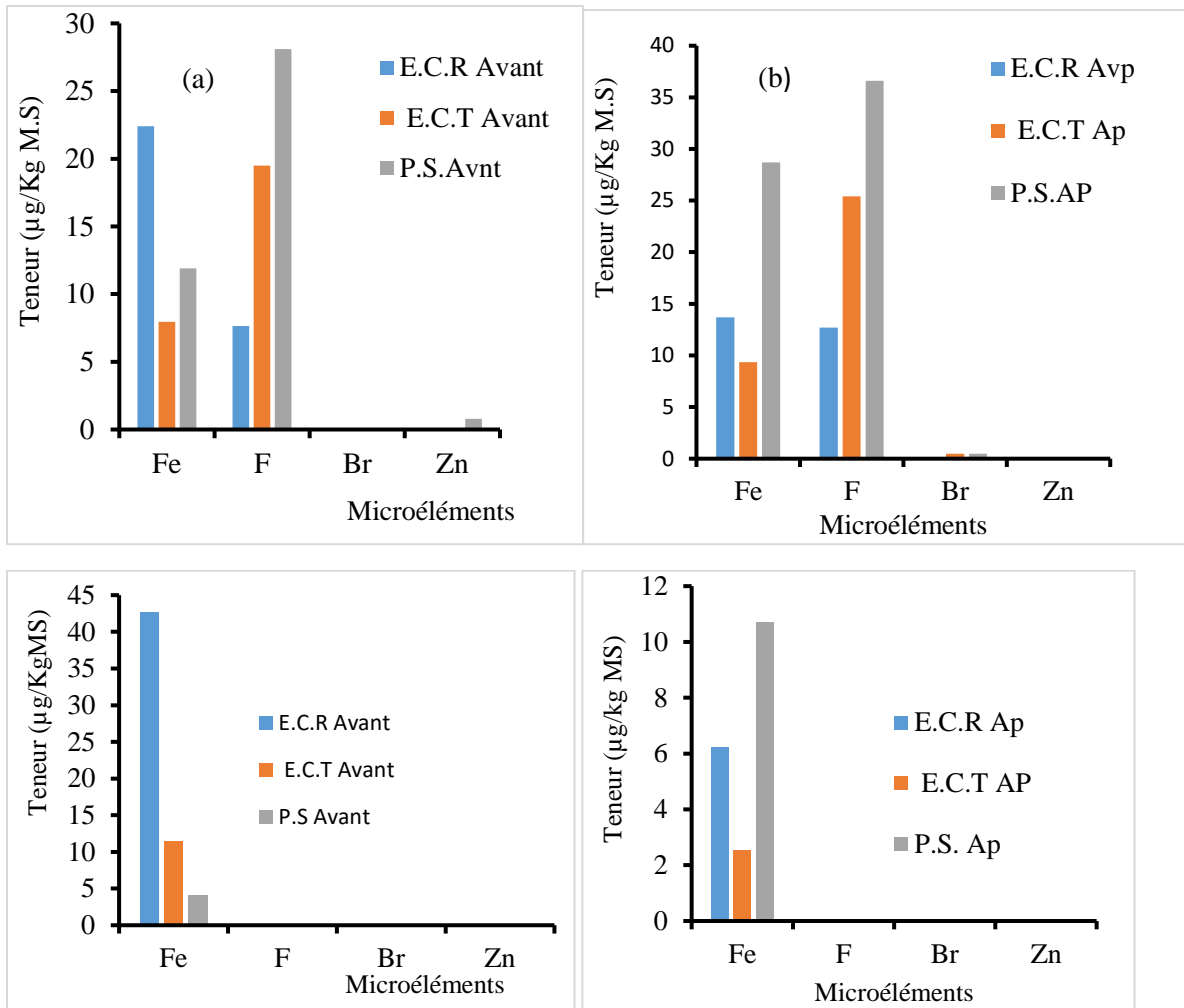 Teneur (µg/Kg M.S)
30
25
20
15
10
5
0
(a)
E.C.R Avant
E.C.T Avant
P.S.Avnt
Fe F Br Zn
Microéléments
Teneur (µg/Kg M.S)
40
35
30
25
20
15
10
5
0
(b)
E.C.R Avp
E.C.T Ap
P.S.AP
Fe F Br Zn
Microéléments
Teneur (µg/KgMS)
45
40
35
30
25
20
15
10
5
0
E.C.R Avant
E.C.T Avant
P.S Avant
Fe F Br Zn
Microéléments
Teneur (µg/kg MS)
12
10
8
6
4
2
0
E.C.R Ap
E.C.T AP
P.S. Ap
Fe F Br Zn
Microéléments